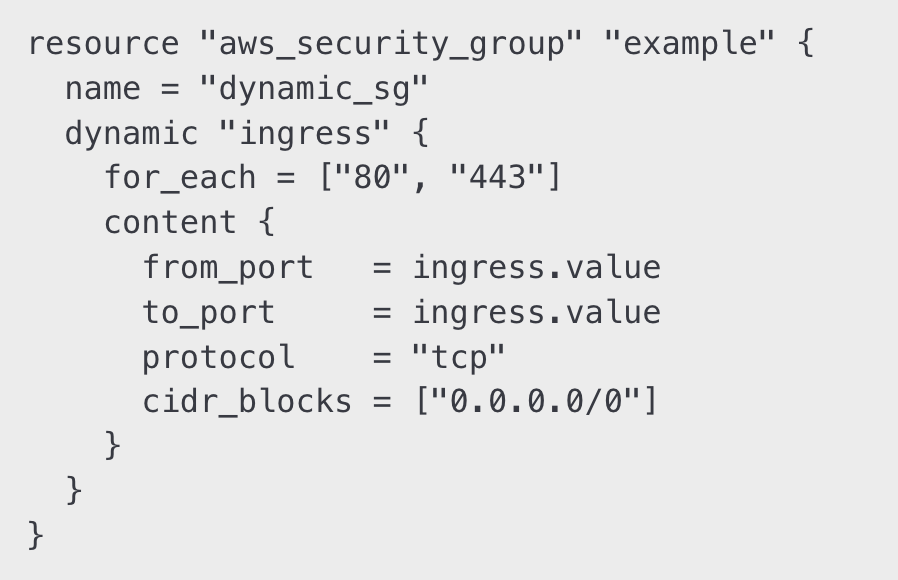 resource "aws_security_group" "example" {
  name = "dynamic_sg"
  dynamic "ingress" {
    for_each = ["80", "443"]
    content {
      from_port   = ingress.value
      to_port     = ingress.value
      protocol    = "tcp"
      cidr_blocks = ["0.0.0.0/0"]
    }
  }
}